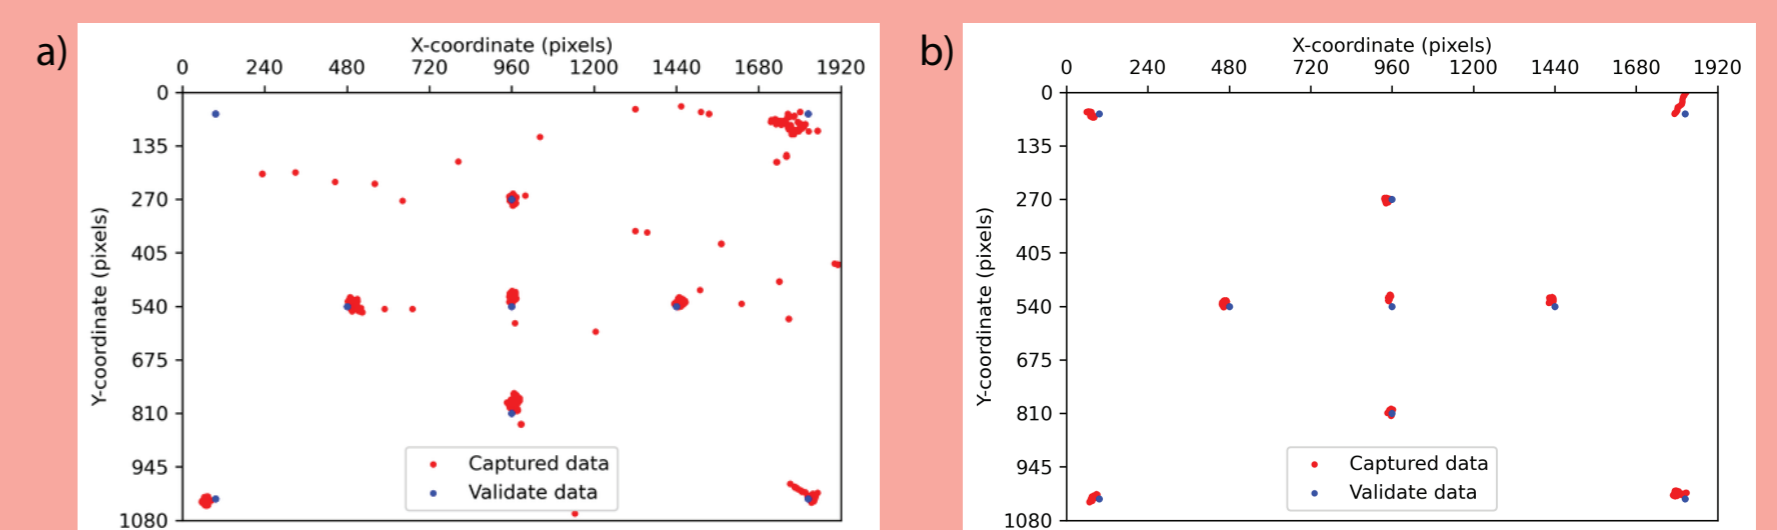 a)
X-coordinate (pixels)
0 240 480 720 960 1200 1440 1680 1920
0
135
270
405
540
675
810
945
1080
Y-coordinate (pixels)
Captured data
Validate data
b)
X-coordinate (pixels)
0 240 480 720 960 1200 1440 1680 1920
0
135
270
405
540
675
810
945
1080
Y-coordinate (pixels)
Captured data
Validate data